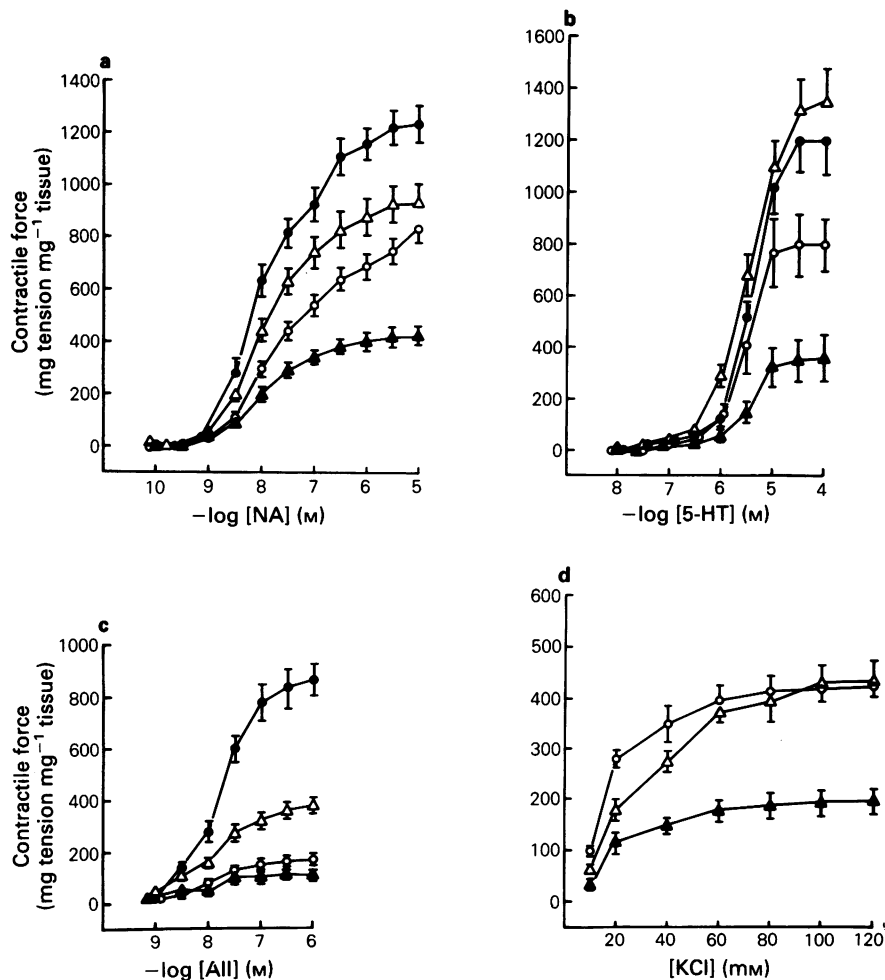 a
1400
1200
1000
800
600
400
200
0
Contractile force
(mg tension mg⁻¹ tissue)
10 9 8 7 6 5
−log [NA] (M)
b
1600
1400
1200
1000
800
600
400
200
0
8 7 6 5 4
−log [5-HT] (M)
c
1000
800
600
400
200
0
Contractile force
(mg tension mg⁻¹ tissue)
9 8 7 6
−log [AII] (M)
d
600
500
400
300
200
100
0
20 40 60 80 100 120
[KCl] (mM)